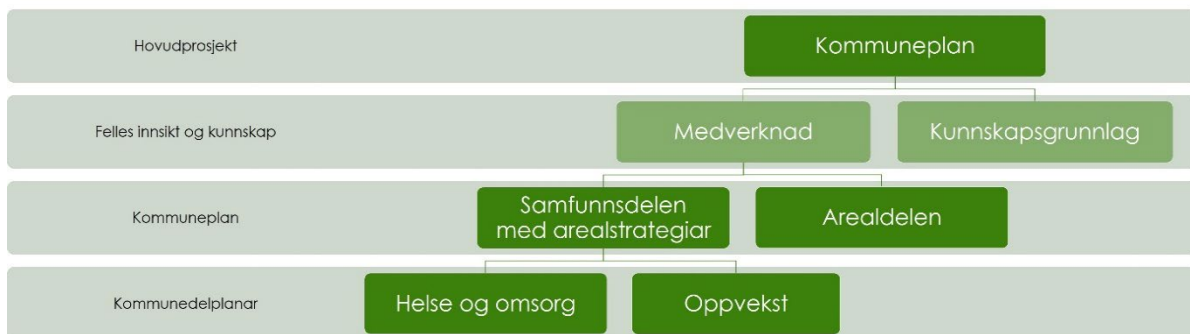 Hovudprosjekt
Kommuneplan
Felles innsikt og kunnskap
Medverknad
Kunnskapsgrunnlag
Kommuneplan
Samfunnsdelen
med arealstrategiar
Arealdelen
Kommunedelplanar
Helse og omsorg
Oppvekst